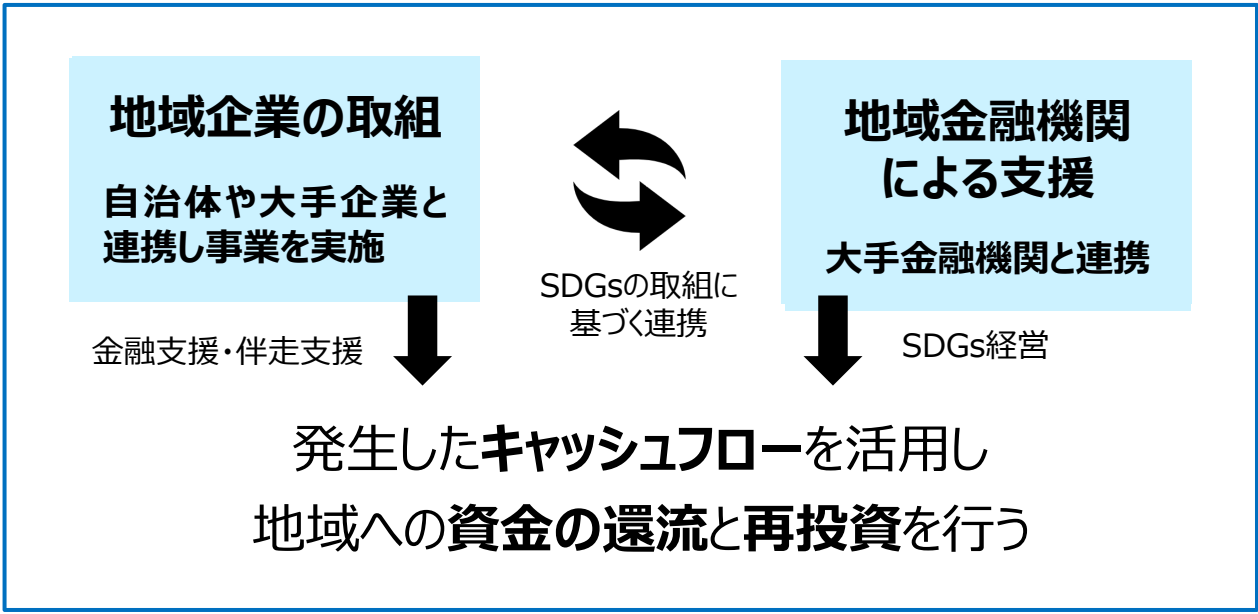 地域企業の取組
自治体や大手企業と
連携し事業を実施
地域金融機関
による支援
大手金融機関と連携
SDGsの取組に
基づく連携
金融支援・伴走支援
SDGs経営
発生したキャッシュフローを活用し
地域への資金の還流と再投資を行う